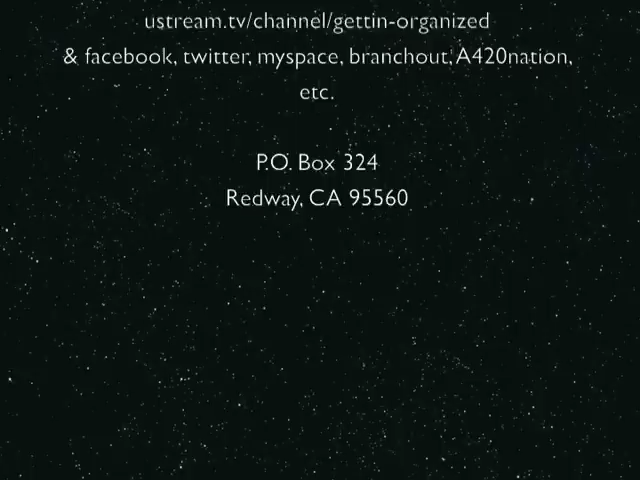 ustream.tv/channel/gettin-organized
& facebook, twitter, myspace, branchout, A420nation,
etc.
P.O. Box 324
Redway, CA 95560